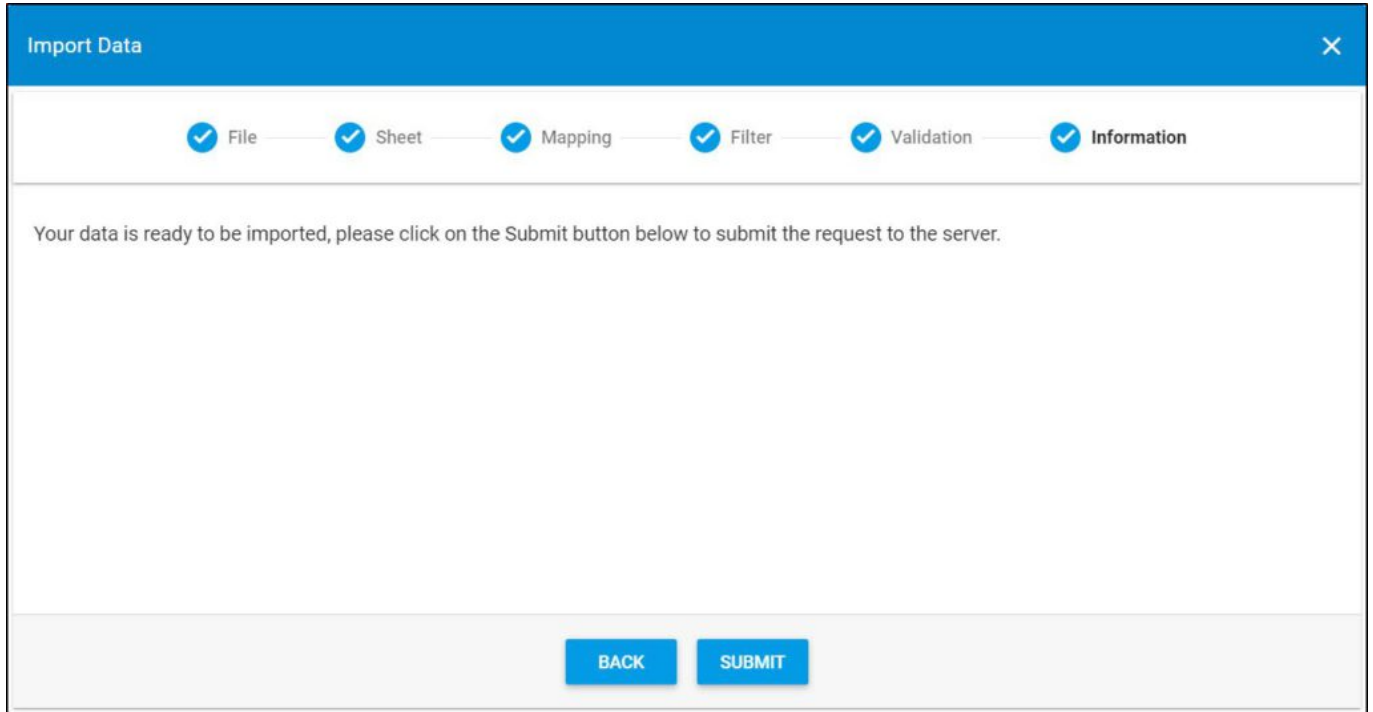 Import Data
File Sheet Mapping Filter Validation Information
Your data is ready to be imported, please click on the Submit button below to submit the request to the server.
BACK SUBMIT